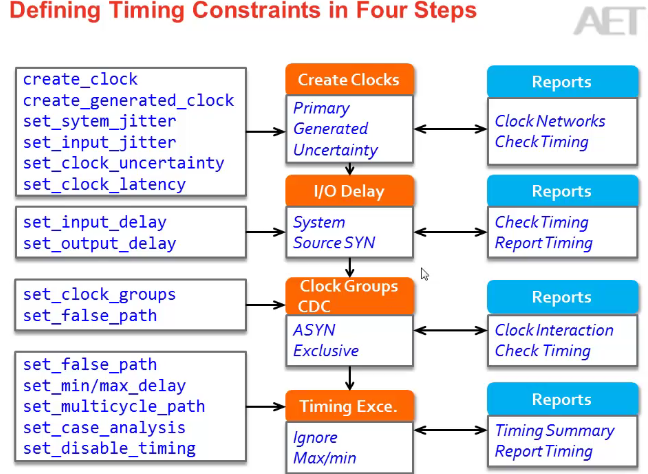 Defining Timing Constraints in Four Steps
AET
create_clock
create_generated_clock
set_sytem_jitter
set_input_jitter
set_clock_uncertainty
set_clock_latency
Create Clocks
Primary
Generated
Uncertainty
Reports
Clock Networks
Check Timing
set_input_delay
set_output_delay
I/O Delay
System
Source SYN
Reports
Check Timing
Report Timing
set_clock_groups
set_false_path
Clock Groups
CDC
ASYN
Exclusive
Reports
Clock Interaction
Check Timing
set_false_path
set_min/max_delay
set_multicycle_path
set_case_analysis
set_disable_timing
Timing Exce.
Ignore
Max/min
Reports
Timing Summary
Report Timing